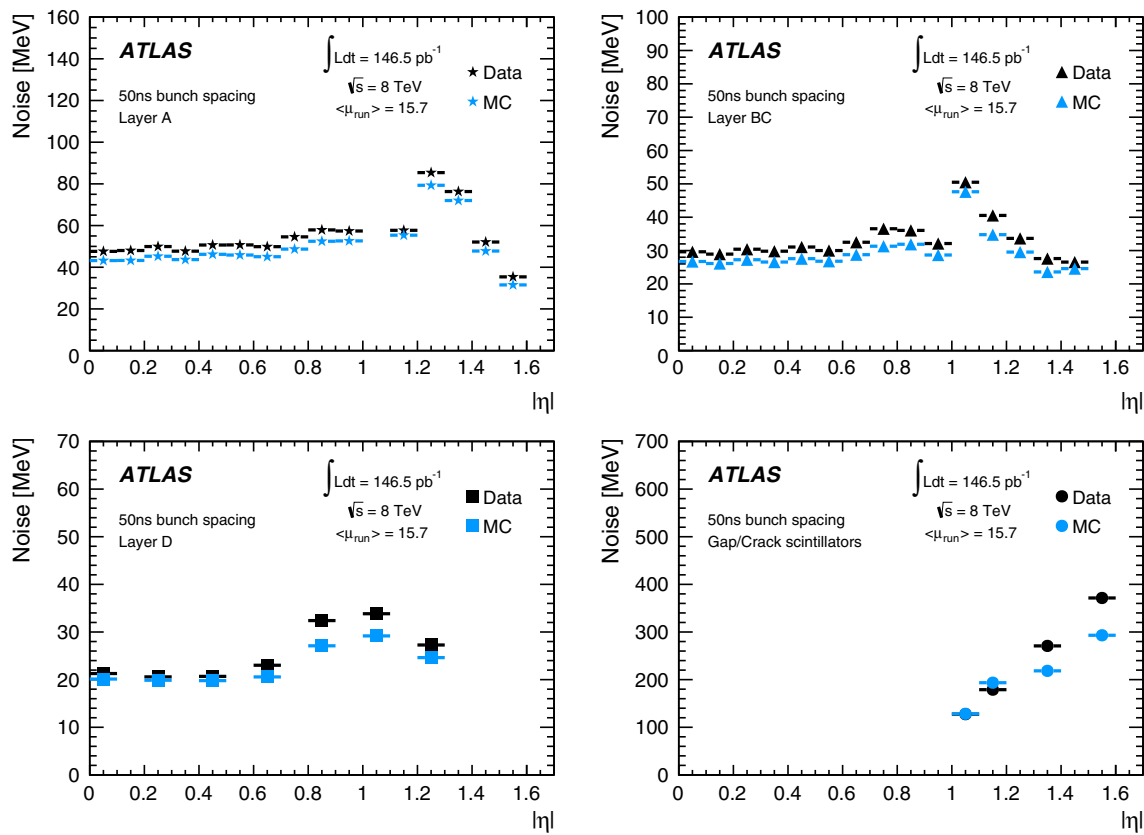 Noise [MeV]
160
140
120
100
80
60
40
20
0
ATLAS
50ns bunch spacing
Layer A
∫ Ldt = 146.5 pb⁻¹
√s = 8 TeV
<μrun> = 15.7
Data
MC
0 0.2 0.4 0.6 0.8 1 1.2 1.4 1.6
|η|
Noise [MeV]
100
90
80
70
60
50
40
30
20
10
0
ATLAS
50ns bunch spacing
Layer BC
∫ Ldt = 146.5 pb⁻¹
√s = 8 TeV
<μrun> = 15.7
Data
MC
0 0.2 0.4 0.6 0.8 1 1.2 1.4 1.6
|η|
Noise [MeV]
70
60
50
40
30
20
10
0
ATLAS
50ns bunch spacing
Layer D
∫ Ldt = 146.5 pb⁻¹
√s = 8 TeV
<μrun> = 15.7
Data
MC
0 0.2 0.4 0.6 0.8 1 1.2 1.4 1.6
|η|
Noise [MeV]
700
600
500
400
300
200
100
0
ATLAS
50ns bunch spacing
Gap/Crack scintillators
∫ Ldt = 146.5 pb⁻¹
√s = 8 TeV
<μrun> = 15.7
Data
MC
0 0.2 0.4 0.6 0.8 1 1.2 1.4 1.6
|η|